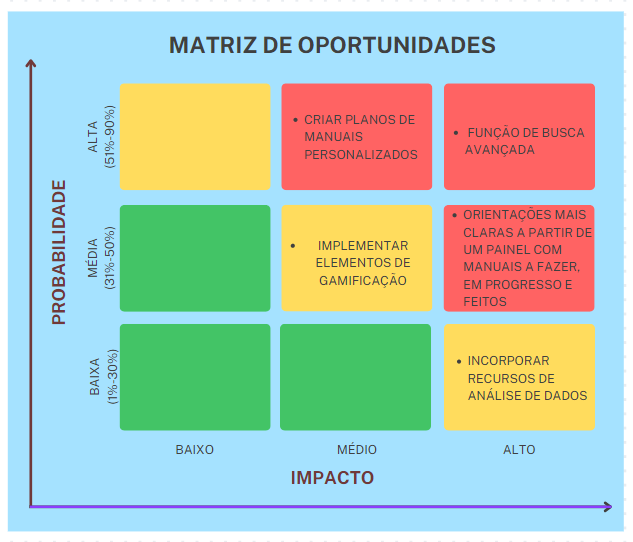 MATRIZ DE OPORTUNIDADES
PROBABILIDADE
ALTA
(51%-90%)
• CRIAR PLANOS DE
MANUAIS
PERSONALIZADOS
• FUNÇÃO DE BUSCA
AVANÇADA
MÉDIA
(31%-50%)
• IMPLEMENTAR
ELEMENTOS DE
GAMIFICAÇÃO
• ORIENTAÇÕES MAIS
CLARAS A PARTIR DE
UM PAINEL COM
MANUAIS A FAZER,
EM PROGRESSO E
FEITOS
BAIXA
(1%-30%)
• INCORPORAR
RECURSOS DE
ANÁLISE DE DADOS
BAIXO
MÉDIO
ALTO
IMPACTO